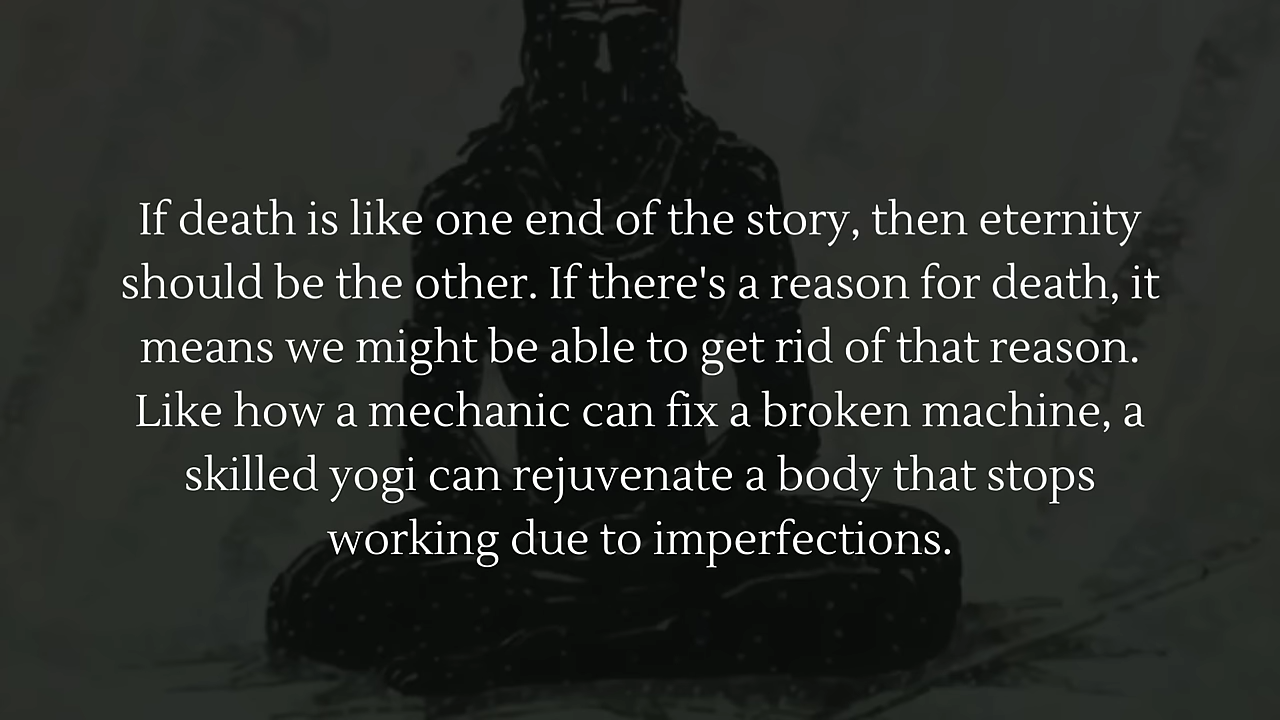 If death is like one end of the story, then eternity
should be the other. If there's a reason for death, it
means we might be able to get rid of that reason.
Like how a mechanic can fix a broken machine, a
skilled yogi can rejuvenate a body that stops
working due to imperfections.